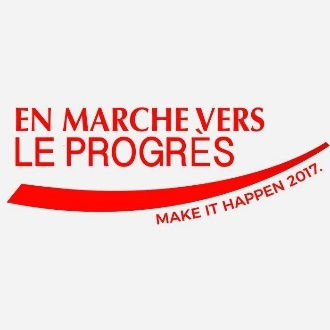 EN MARCHE VERS
LE PROGRÈS
MAKE IT HAPPEN 2017.